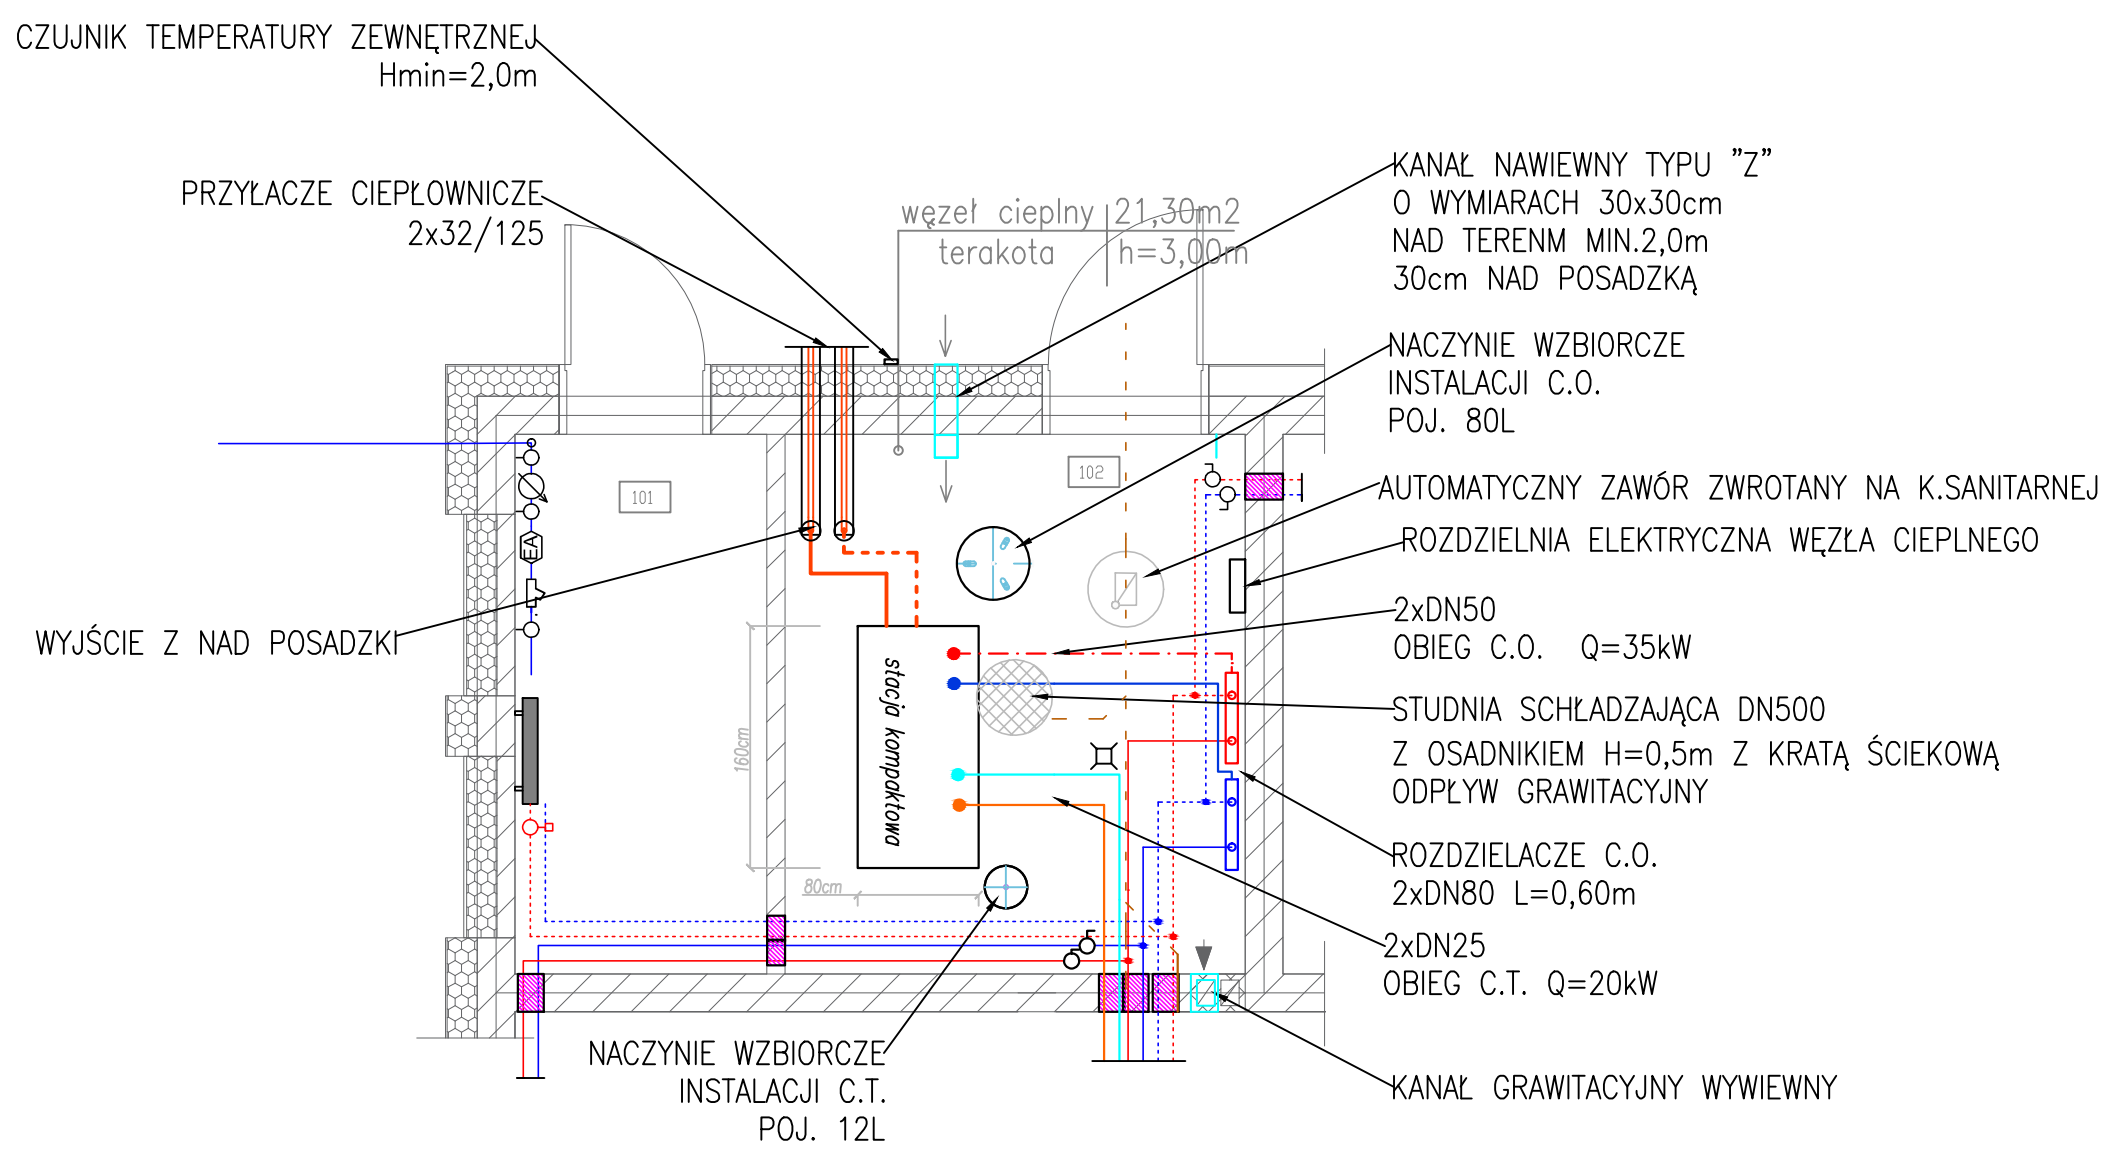 CZUJNIK TEMPERATURY ZEWNĘTRZNEJ
Hmin=2,0m
PRZYŁACZE CIEPŁOWNICZE
2x32/125
węzeł cieplny 21,30m2
terakota h=3,00m
KANAŁ NAWIEWNY TYPU "Z"
O WYMIARACH 30x30cm
NAD TERENM MIN.2,0m
30cm NAD POSADZKĄ
NACZYNIE WZBIORCZE
INSTALACJI C.O.
POJ. 80L
101
102
AUTOMATYCZNY ZAWÓR ZWROTANY NA K.SANITARNEJ
ROZDZIELNIA ELEKTRYCZNA WĘZŁA CIEPLNEGO
EA
WYJŚCIE Z NAD POSADZKI
2xDN50
OBIEG C.O. Q=35kW
stacja kompaktowa
160cm
80cm
STUDNIA SCHŁADZAJĄCA DN500
Z OSADNIKIEM H=0,5m Z KRATĄ ŚCIEKOWĄ
ODPŁYW GRAWITACYJNY
ROZDZIELACZE C.O.
2xDN80 L=0,60m
2xDN25
OBIEG C.T. Q=20kW
NACZYNIE WZBIORCZE
INSTALACJI C.T.
POJ. 12L
KANAŁ GRAWITACYJNY WYWIEWNY